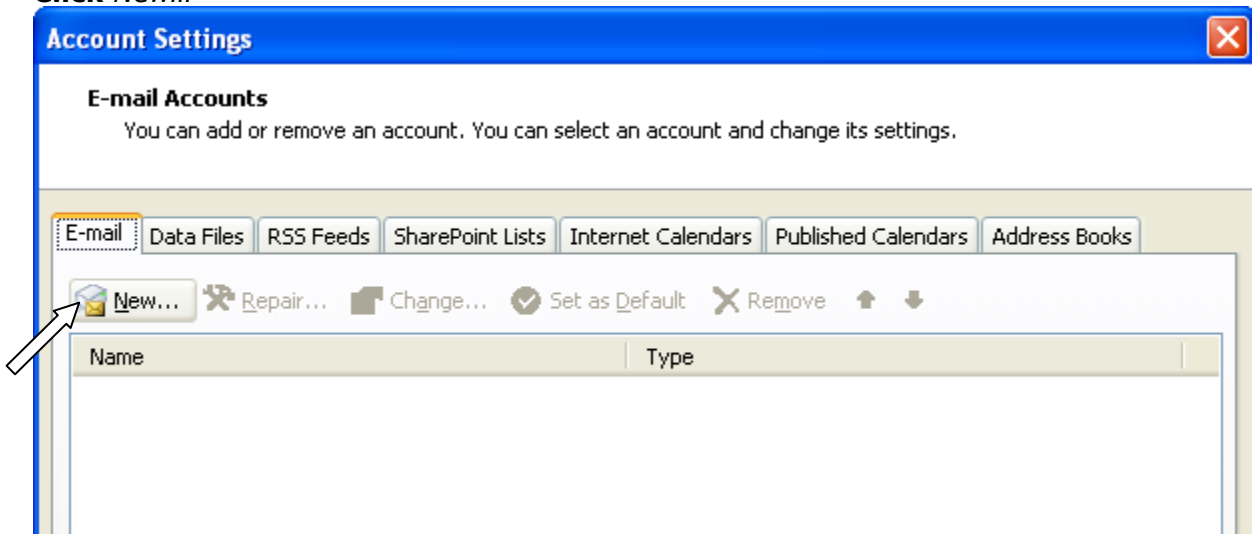 Click New...
Account Settings
E-mail Accounts
You can add or remove an account. You can select an account and change its settings.
E-mail Data Files RSS Feeds SharePoint Lists Internet Calendars Published Calendars Address Books
New... Repair... Change... Set as Default Remove
Name Type